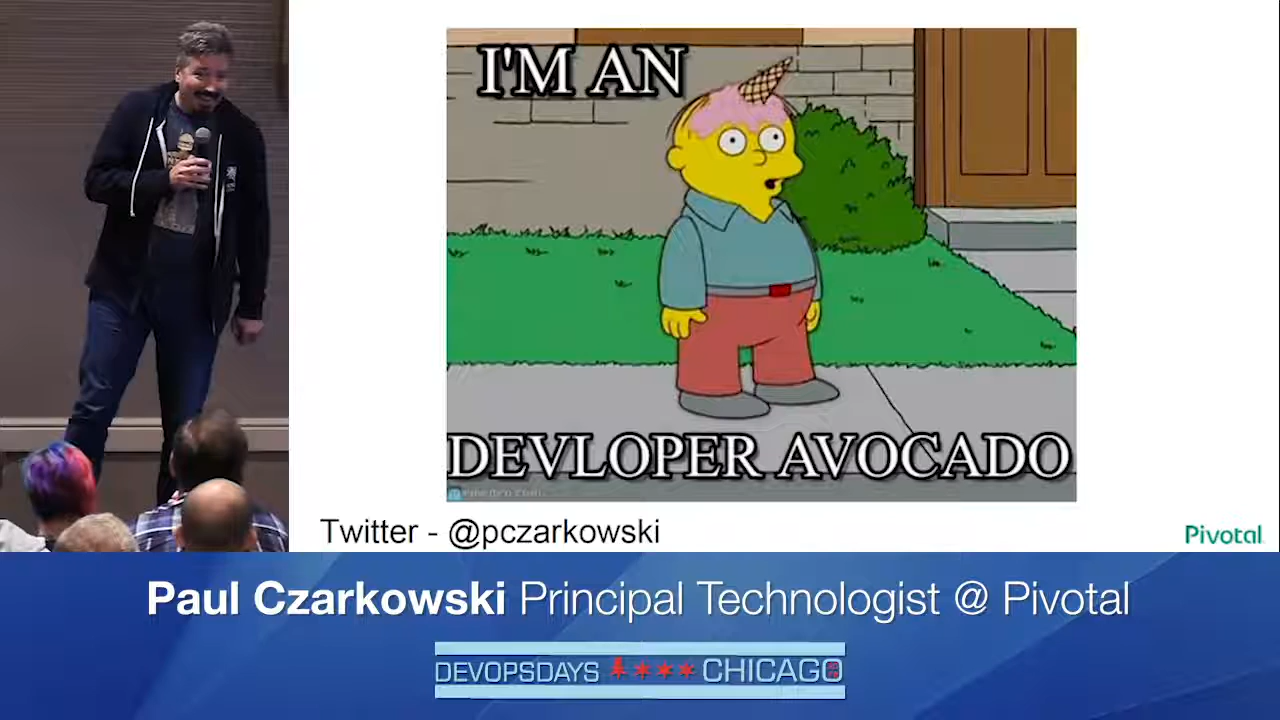 I'M AN
DEVLOPER AVOCADO
Twitter - @pczarkowski
Pivotal
Paul Czarkowski Principal Technologist @ Pivotal
DEVOPSDAYS CHICAGO